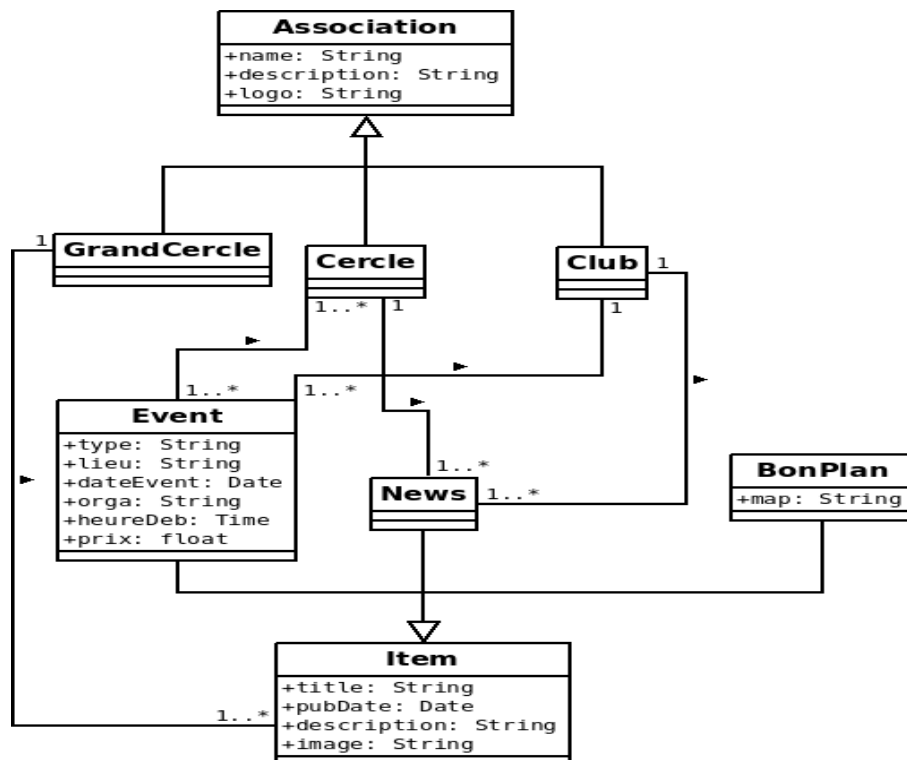 Association
+name: String
+description: String
+logo: String
1
GrandCercle
Cercle
Club
1
1..*
1
1
1..*
1..*
Event
+type: String
+lieu: String
+dateEvent: Date
+orga: String
+heureDeb: Time
+prix: float
1..*
News
1..*
BonPlan
+map: String
Item
+title: String
+pubDate: Date
+description: String
+image: String
1..*